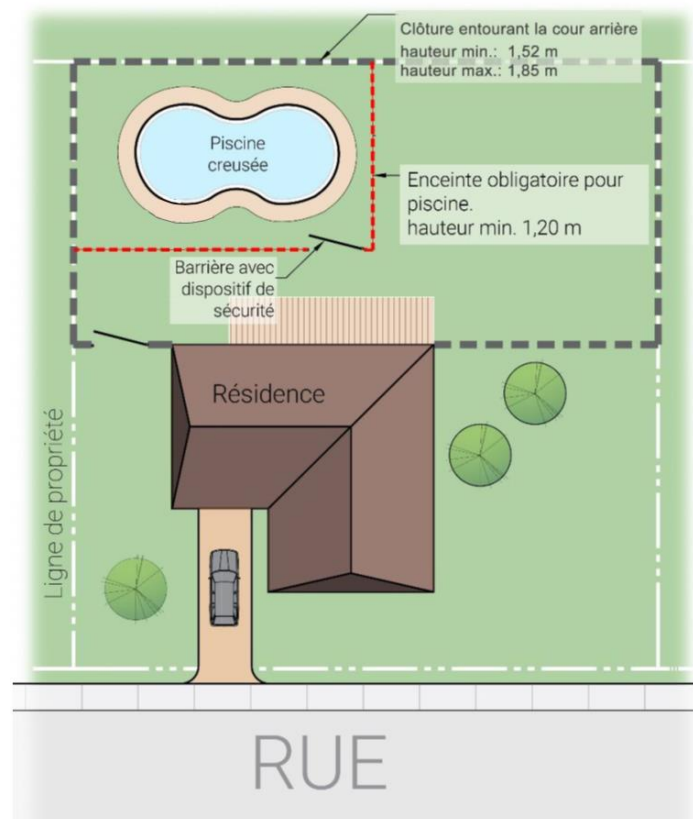 Clôture entourant la cour arrière
hauteur min.: 1,52 m
hauteur max.: 1,85 m
Piscine
creusée
Enceinte obligatoire pour
piscine.
hauteur min. 1,20 m
Barrière avec
dispositif de
sécurité
Résidence
Ligne de propriété
RUE